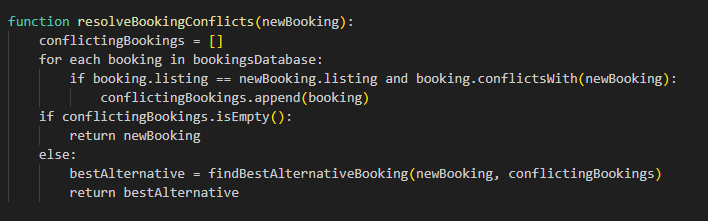 function resolveBookingConflicts(newBooking):
    conflictingBookings = []
    for each booking in bookingsDatabase:
        if booking.listing == newBooking.listing and booking.conflictsWith(newBooking):
            conflictingBookings.append(booking)
    if conflictingBookings.isEmpty():
        return newBooking
    else:
        bestAlternative = findBestAlternativeBooking(newBooking, conflictingBookings)
        return bestAlternative